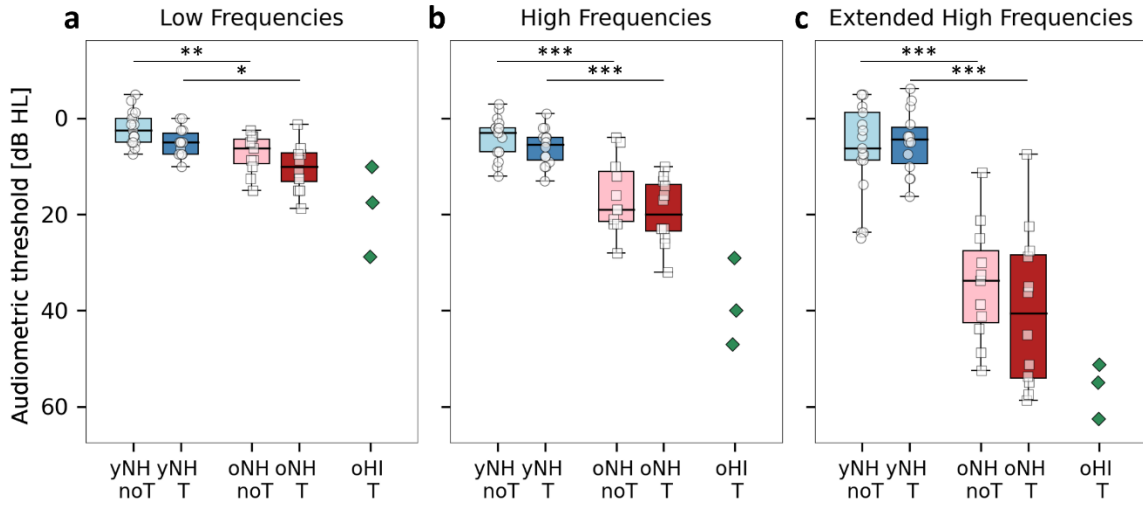 a Low Frequencies
b High Frequencies
c Extended High Frequencies
Audiometric threshold [dB HL]
0
20
40
60
**
*
***
***
***
***
yNH yNH oNH oNH oHI
noT T noT T T
yNH yNH oNH oNH oHI
noT T noT T T
yNH yNH oNH oNH oHI
noT T noT T T